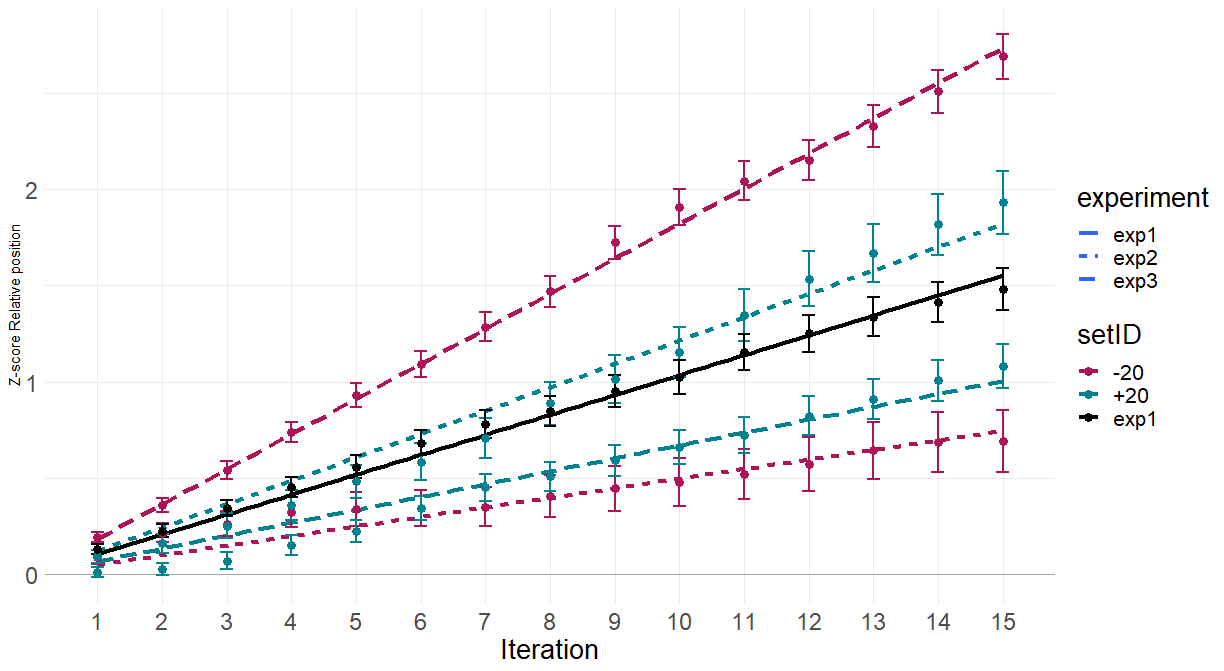 Z-score Relative position
2
1
0
1 2 3 4 5 6 7 8 9 10 11 12 13 14 15
Iteration
experiment
exp1
exp2
exp3
setID
-20
+20
exp1